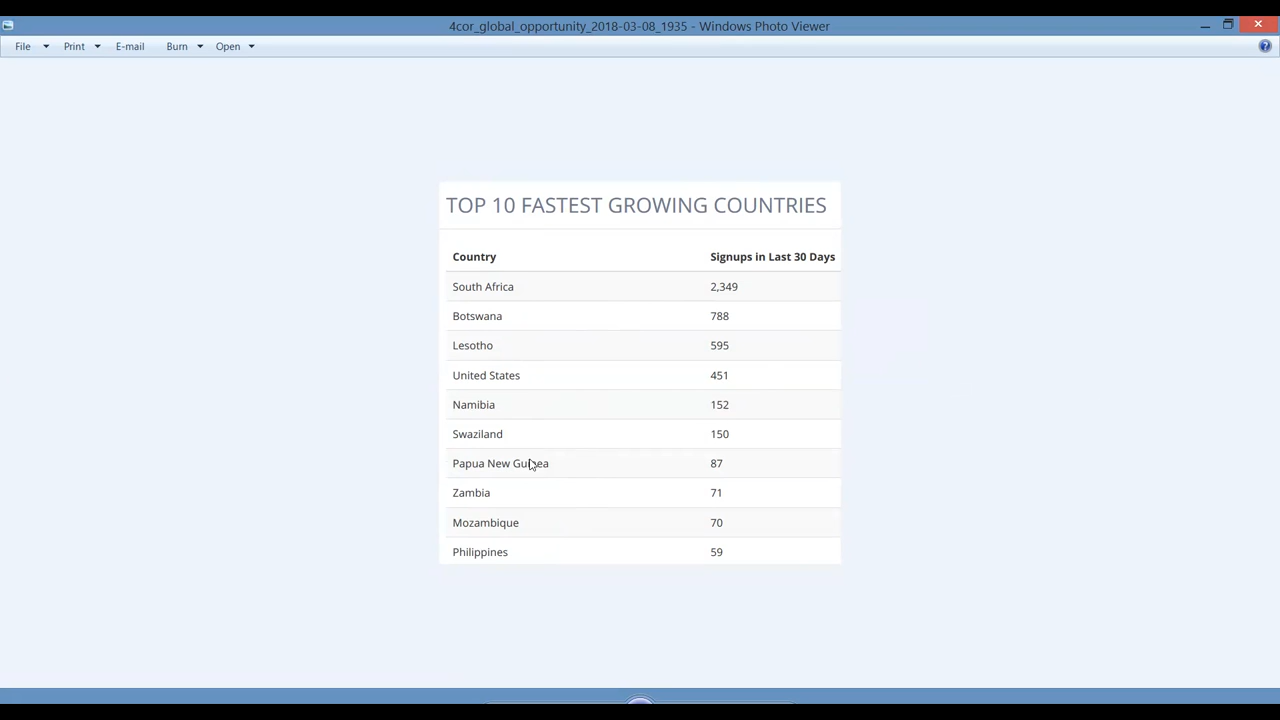 4cor_global_opportunity_2018-03-08_1935 - Windows Photo Viewer
File Print E-mail Burn Open
TOP 10 FASTEST GROWING COUNTRIES
Country Signups in Last 30 Days
South Africa 2,349
Botswana 788
Lesotho 595
United States 451
Namibia 152
Swaziland 150
Papua New Guinea 87
Zambia 71
Mozambique 70
Philippines 59